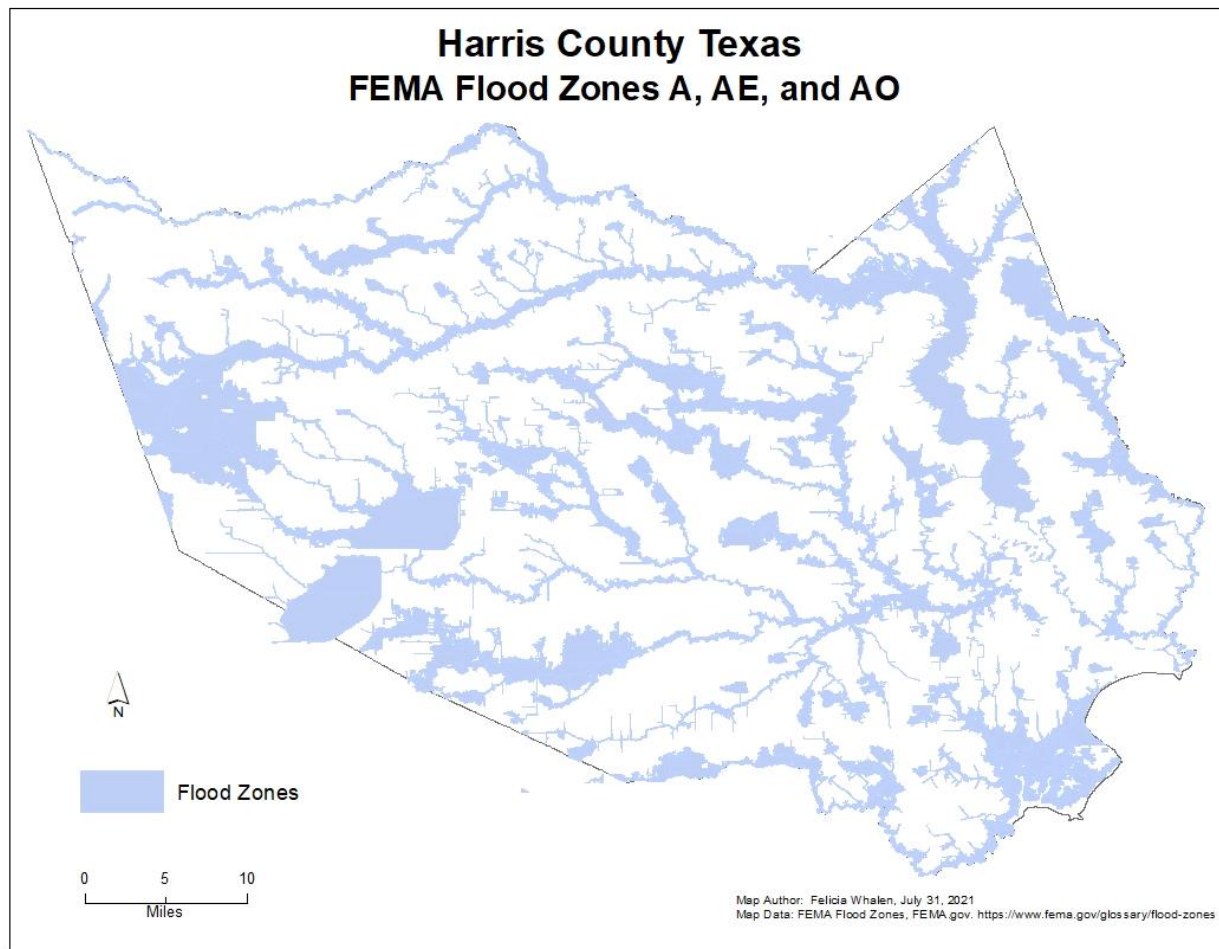 Harris County Texas
FEMA Flood Zones A, AE, and AO
N
Flood Zones
0 5 10
Miles
Map Author: Felicia Whalen, July 31, 2021
Map Data: FEMA Flood Zones, FEMA.gov. https://www.fema.gov/glossary/flood-zones